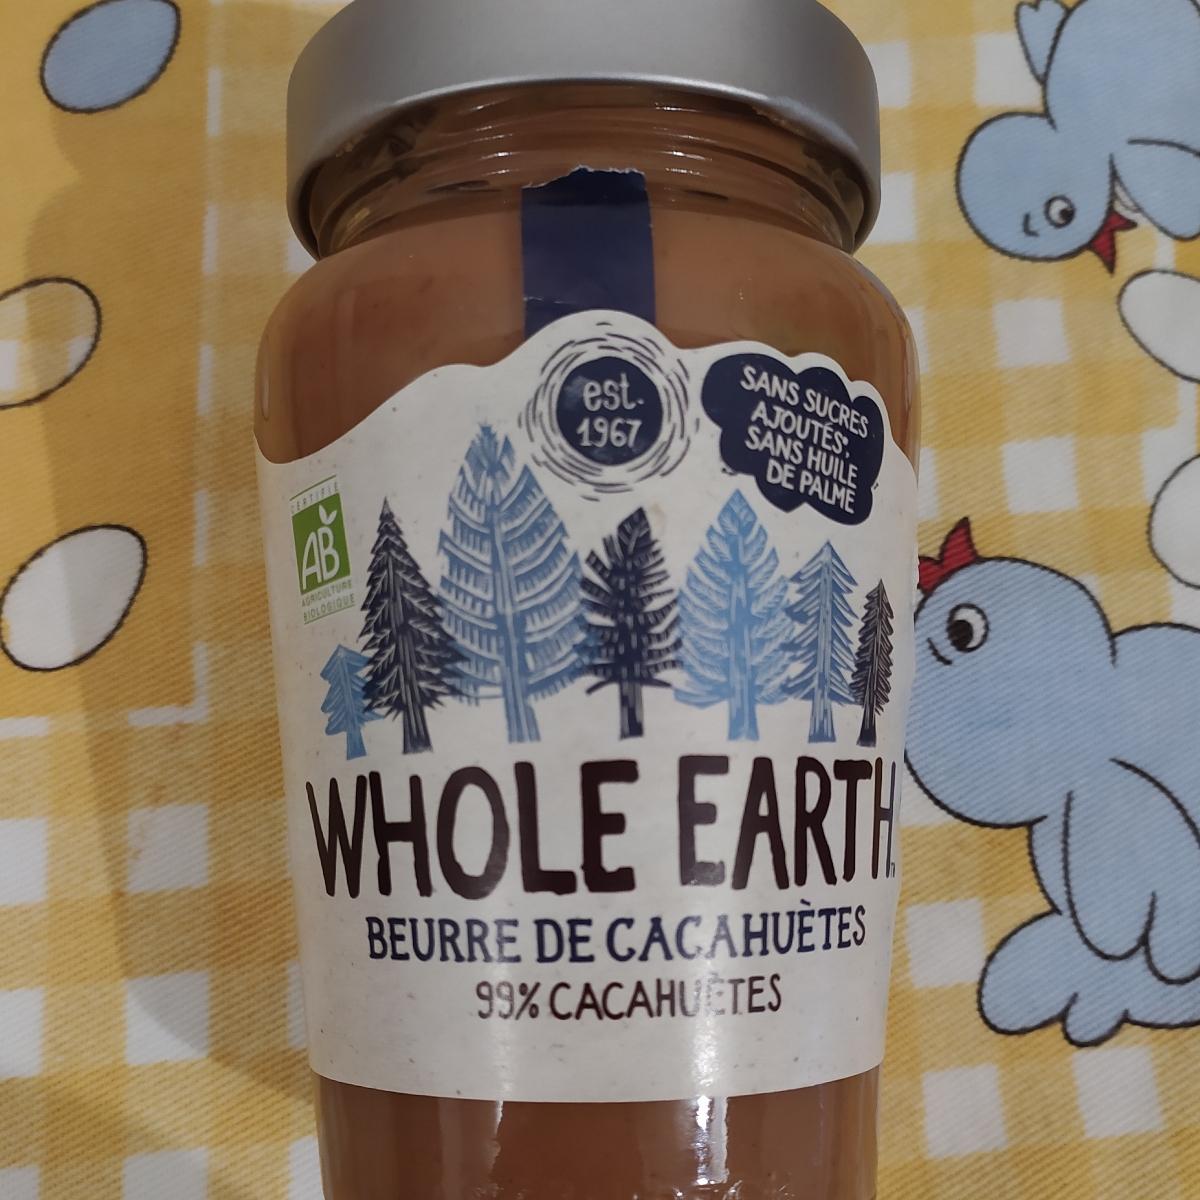 est.
1967
SANS SUCRES
AJOUTÉS*,
SANS HUILE
DE PALME
CERTIFIÉ
AB
AGRICULTURE
BIOLOGIQUE
WHOLE EARTH
BEURRE DE CACAHUÈTES
99% CACAHUÈTES